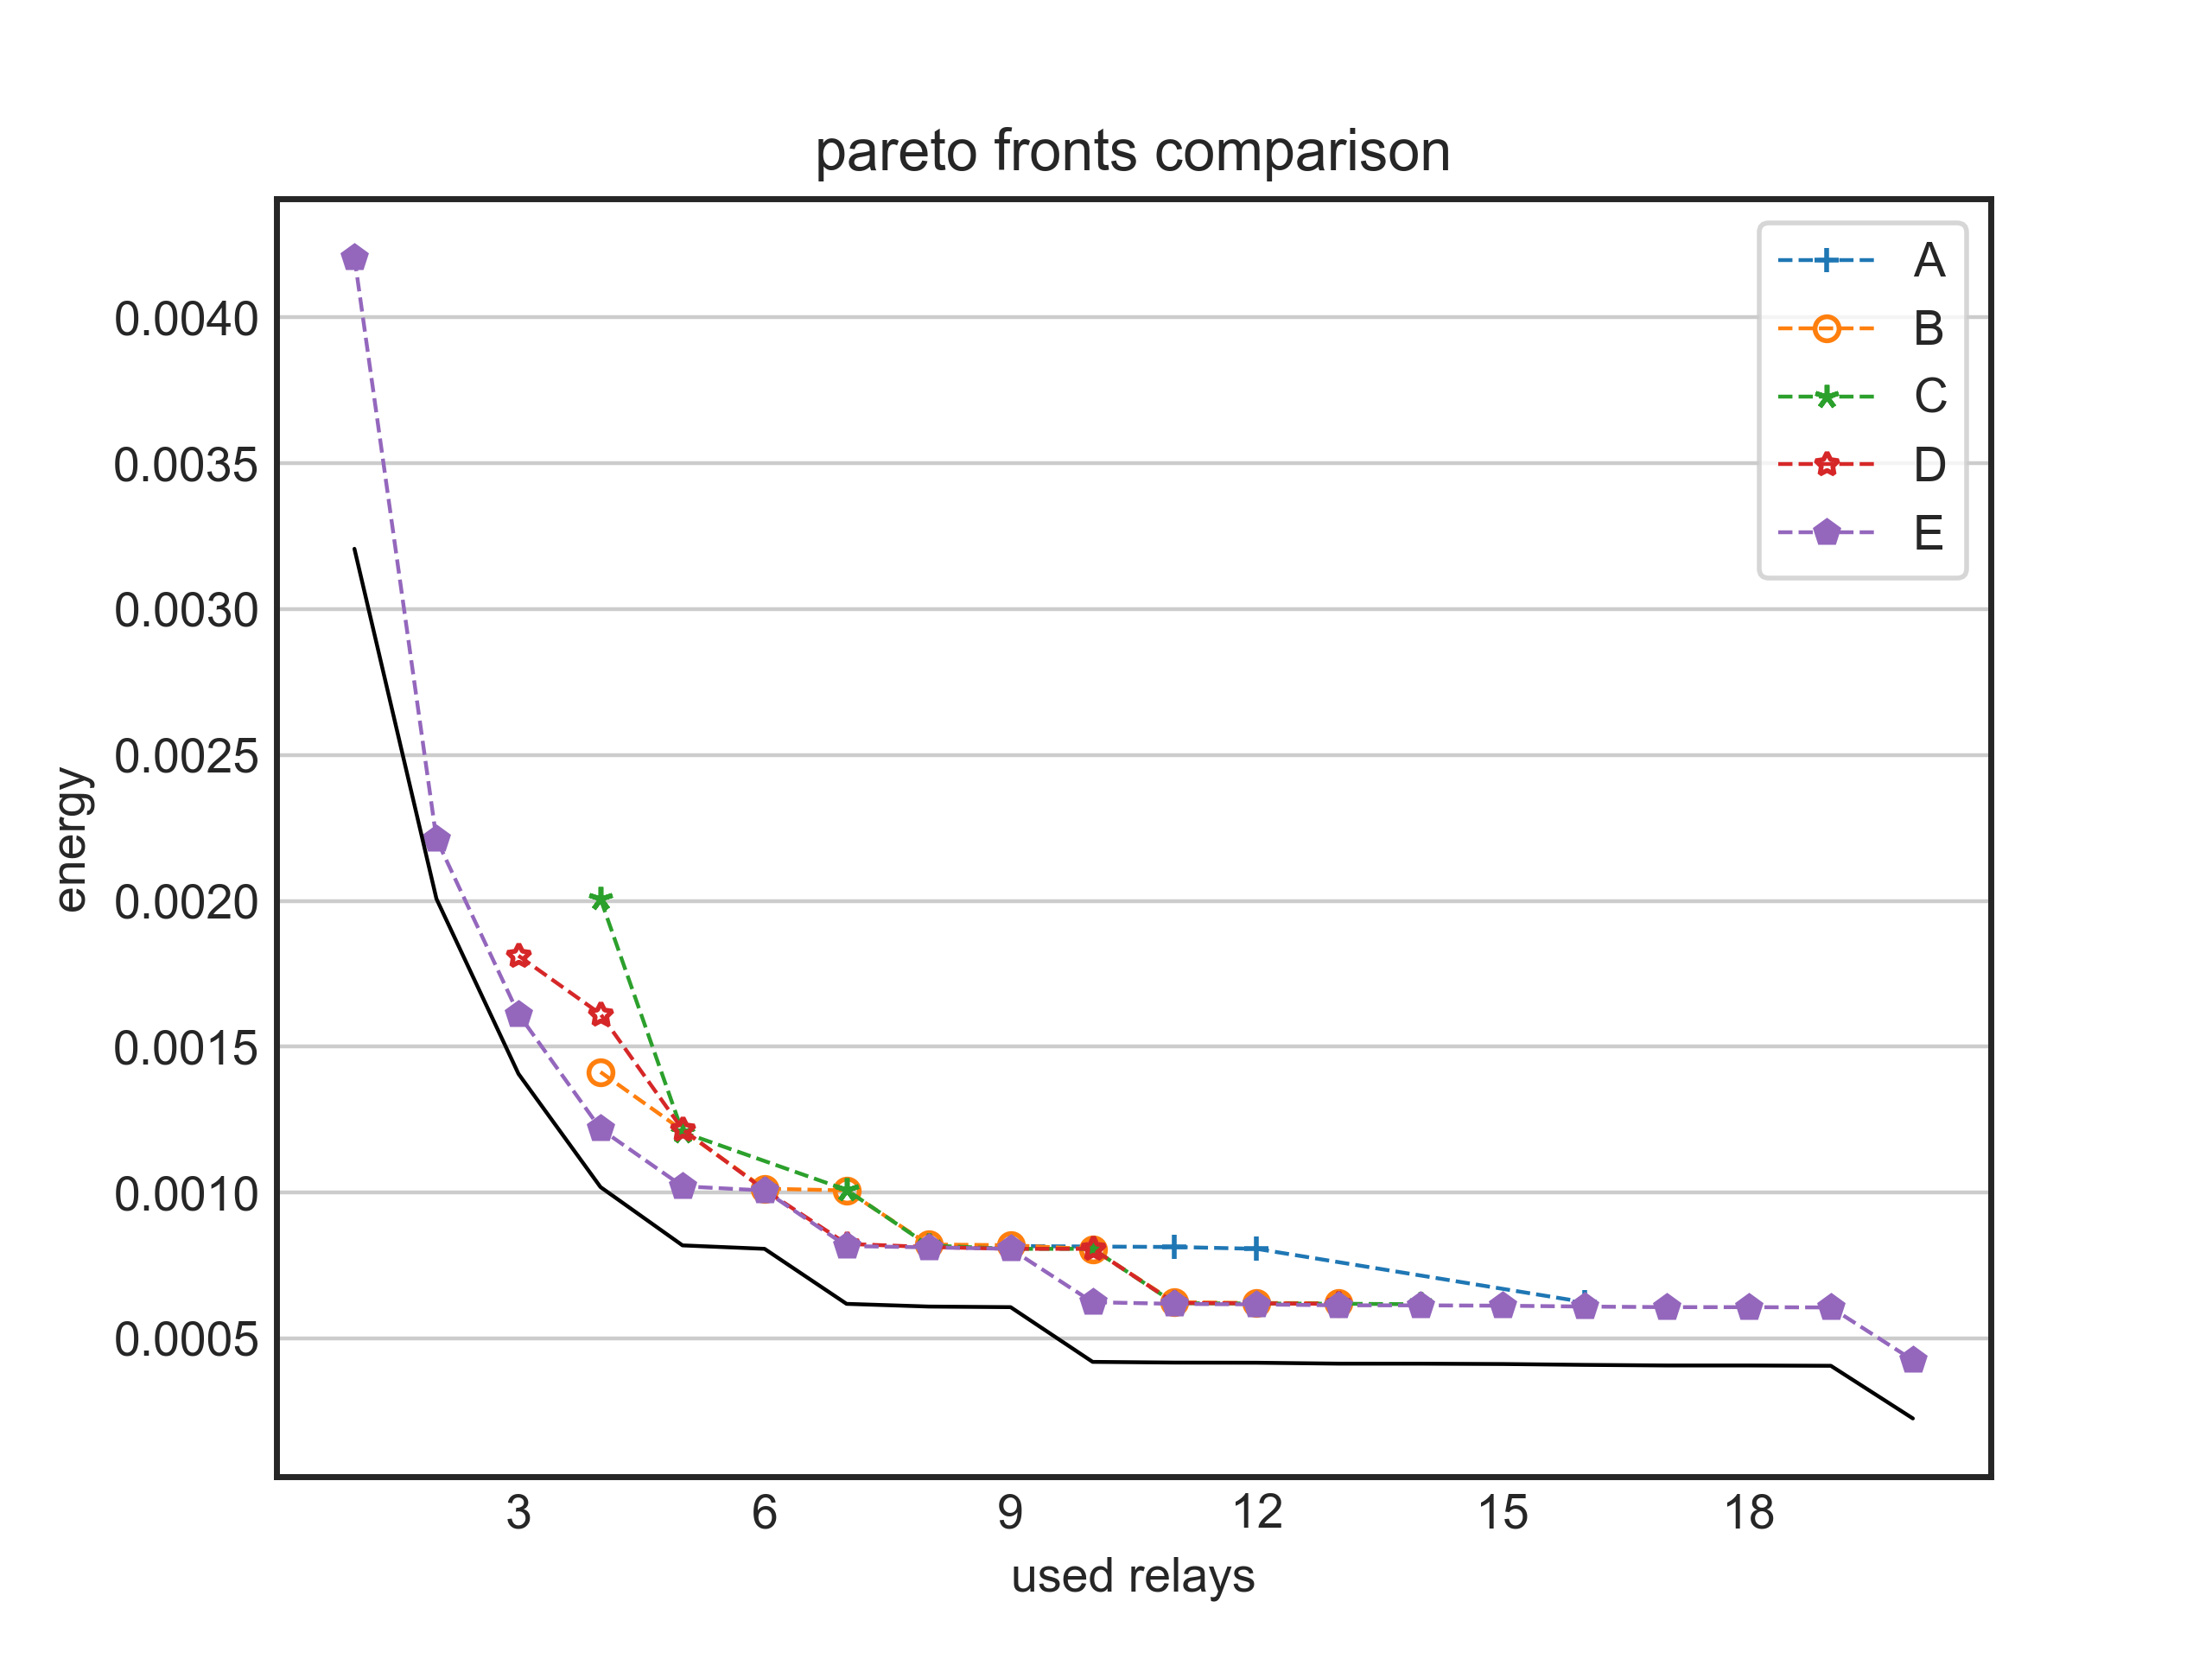 pareto fronts comparison
A
B
C
D
E
0.0040
0.0035
0.0030
0.0025
0.0020
0.0015
0.0010
0.0005
energy
3 6 9 12 15 18
used relays